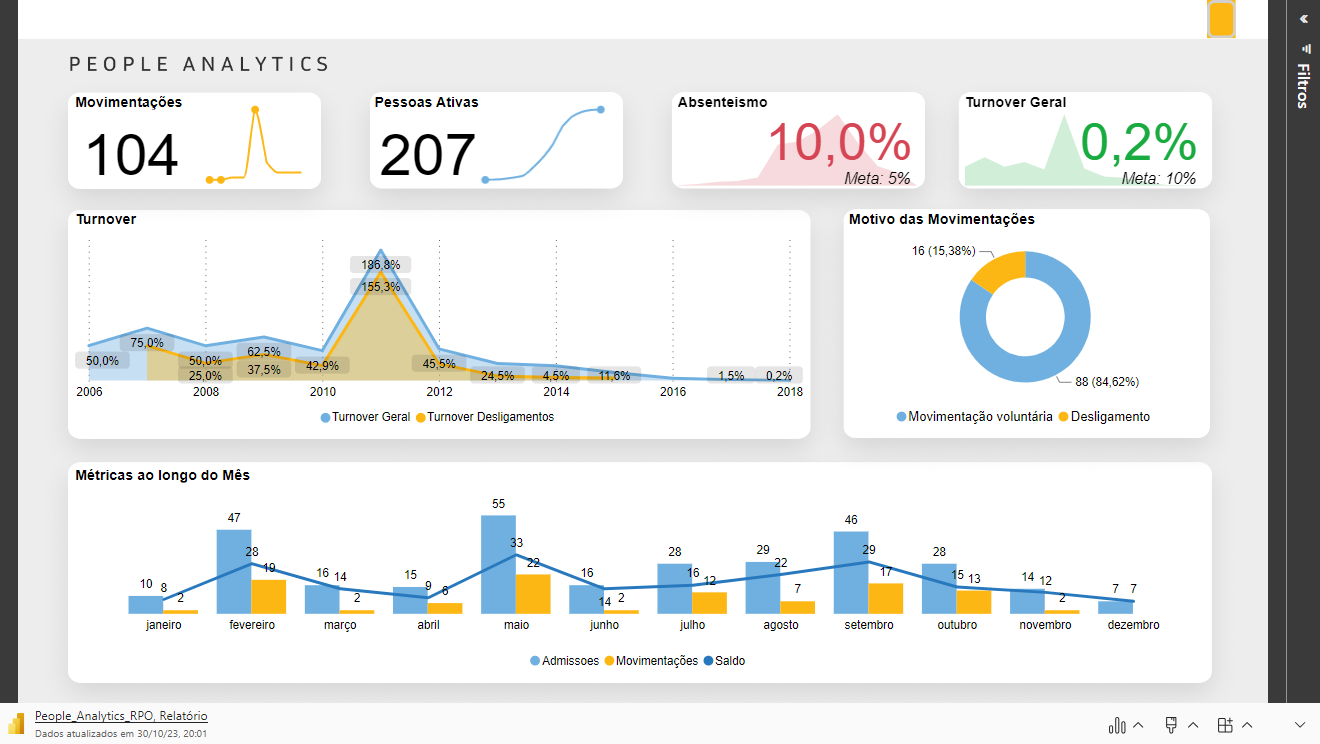 Filtros
PEOPLE ANALYTICS
Movimentações
104
Pessoas Ativas
207
Absenteismo
10,0%
Meta: 5%
Turnover Geral
0,2%
Meta: 10%
Turnover
186,8%
155,3%
75,0%
50,0%
50,0%
25,0%
62,5%
37,5%
42,9%
45,5%
24,5%
4,5%
11,6%
1,5%
0,2%
2006 2008 2010 2012 2014 2016 2018
Turnover Geral Turnover Desligamentos
Motivo das Movimentações
16 (15,38%)
88 (84,62%)
Movimentação voluntária Desligamento
Métricas ao longo do Mês
10 8 2
47 28 19
16 14 2
15 9 6
55 33 22
16 14 2
28 16 12
29 22 7
46 29 17
28 15 13
14 12 2
7 7
janeiro fevereiro março abril maio junho julho agosto setembro outubro novembro dezembro
Admissoes Movimentações Saldo
People_Analytics_RPO, Relatório
Dados atualizados em 30/10/23, 20:01